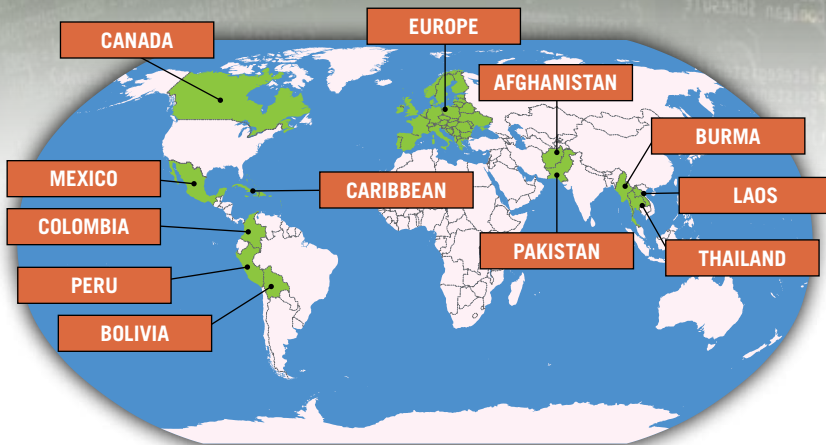 CANADA
EUROPE
AFGHANISTAN
BURMA
MEXICO
CARIBBEAN
LAOS
COLOMBIA
PAKISTAN
THAILAND
PERU
BOLIVIA